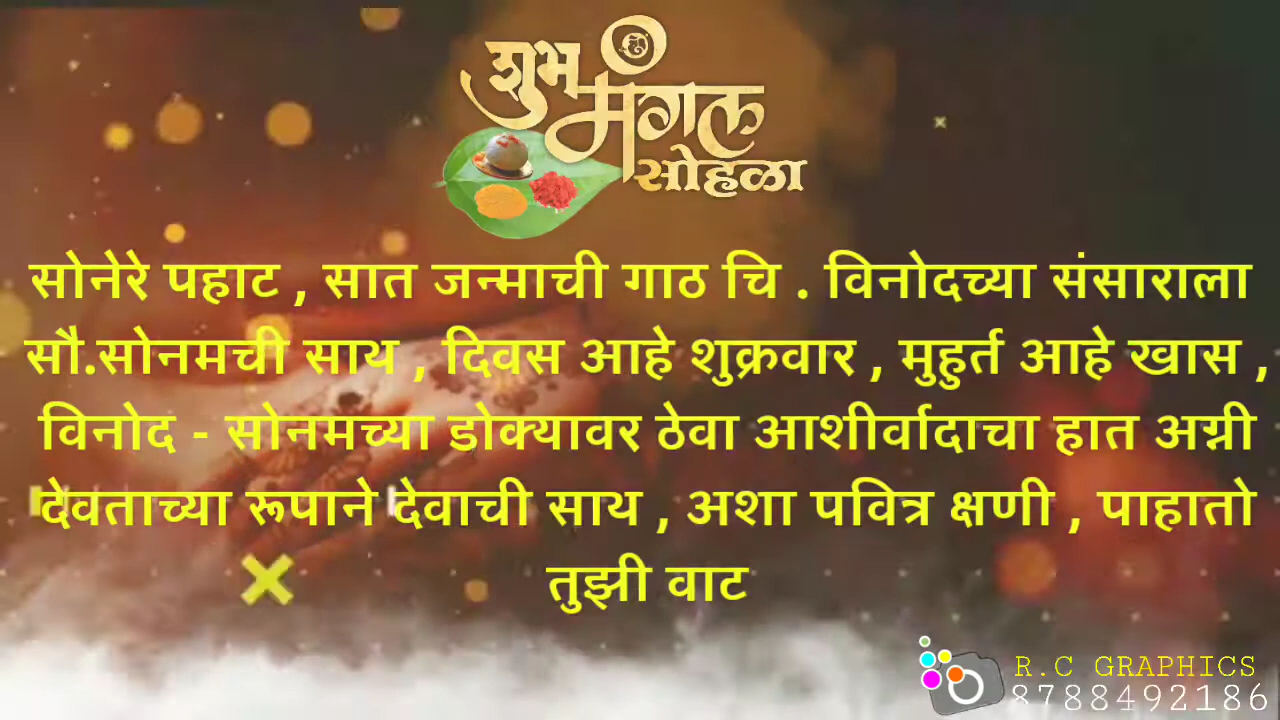 शुभ मंगल
सोहळा
सोनेरे पहाट , सात जन्माची गाठ चि . विनोदच्या संसाराला
सौ.सोनमची साथ , दिवस आहे शुक्रवार , मुहुर्त आहे खास ,
विनोद - सोनमच्या डोक्यावर ठेवा आशीर्वादाचा हात अग्नी
देवताच्या रूपाने देवाची साथ , अशा पवित्र क्षणी , पाहातो
तुझी वाट
R.C GRAPHICS
8788492186